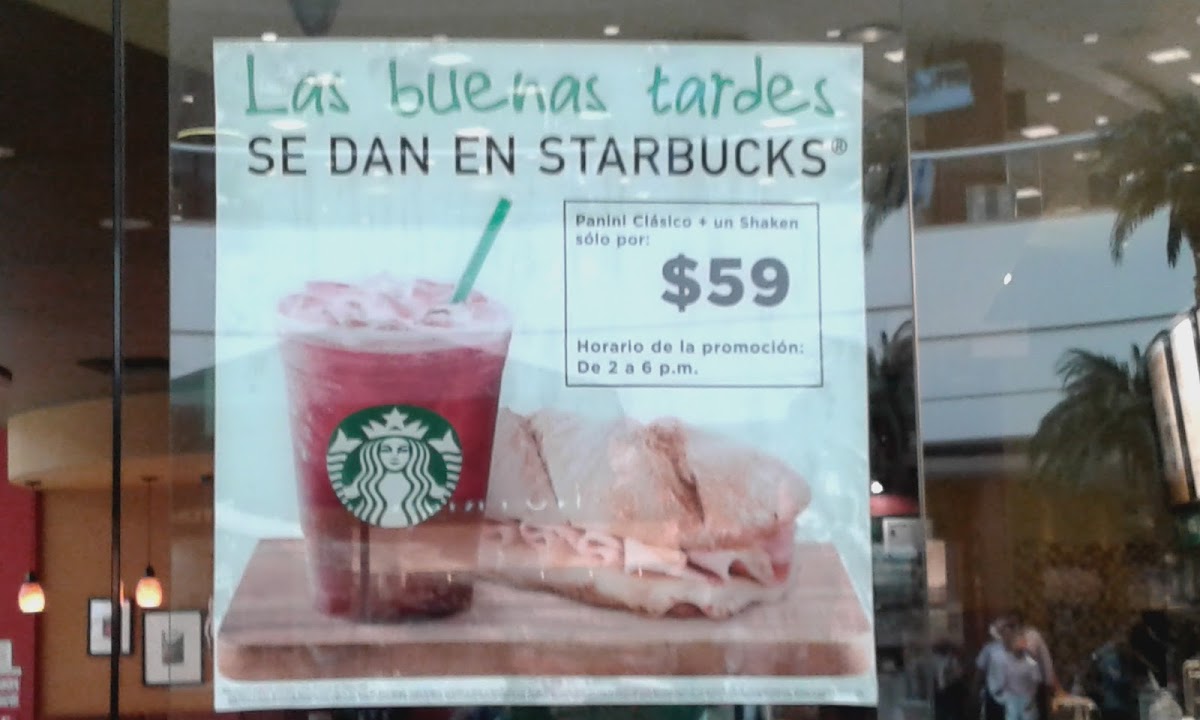 Las buenas tardes
SE DAN EN STARBUCKS®
Panini Clásico + un Shaken
sólo por:
$59
Horario de la promoción:
De 2 a 6 p.m.